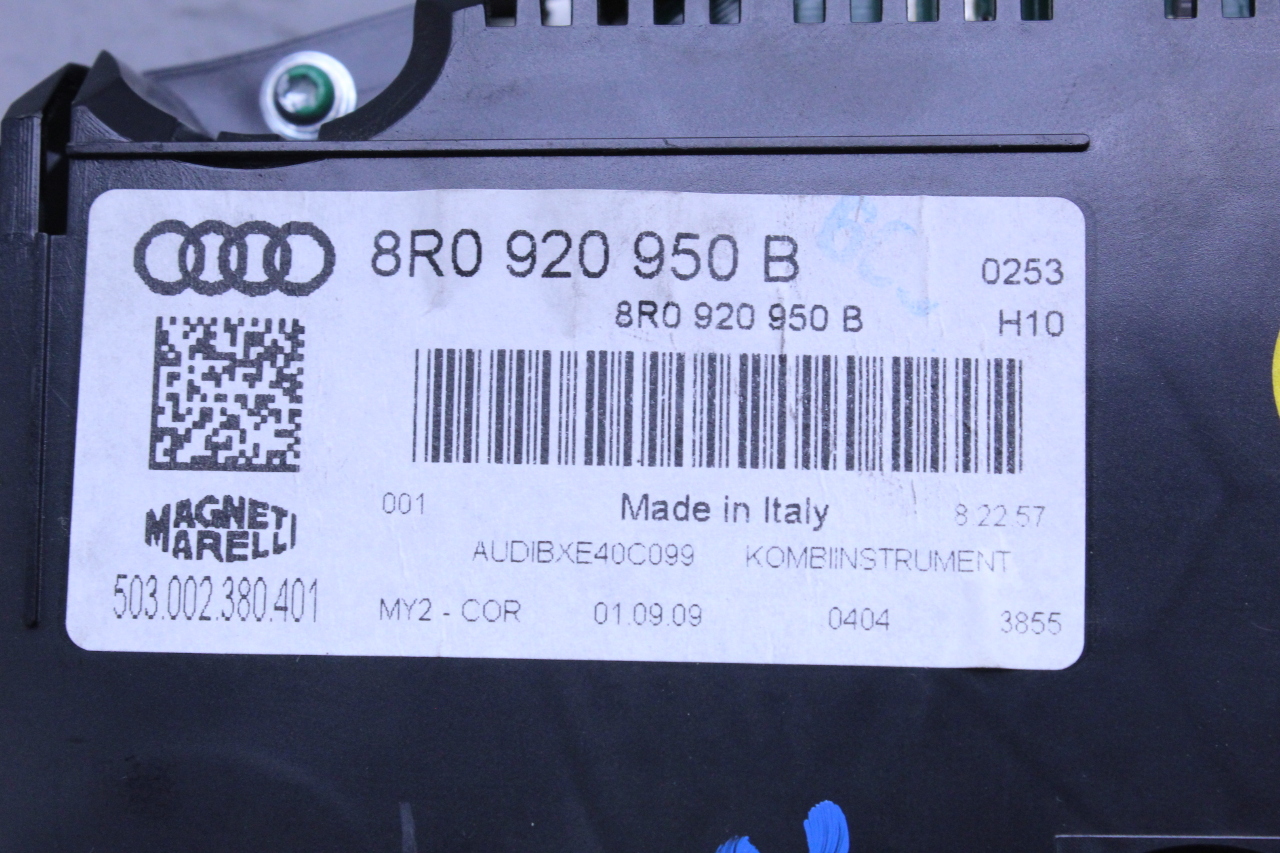 8R0 920 950 B
0253
8R0 920 950 B
H10
001 Made in Italy 8:22:57
MAGNETI
MARELLI
AUDIBXE40C099 KOMBIINSTRUMENT
503.002.380.401
MY2 - COR 01.09.09 0404 3855